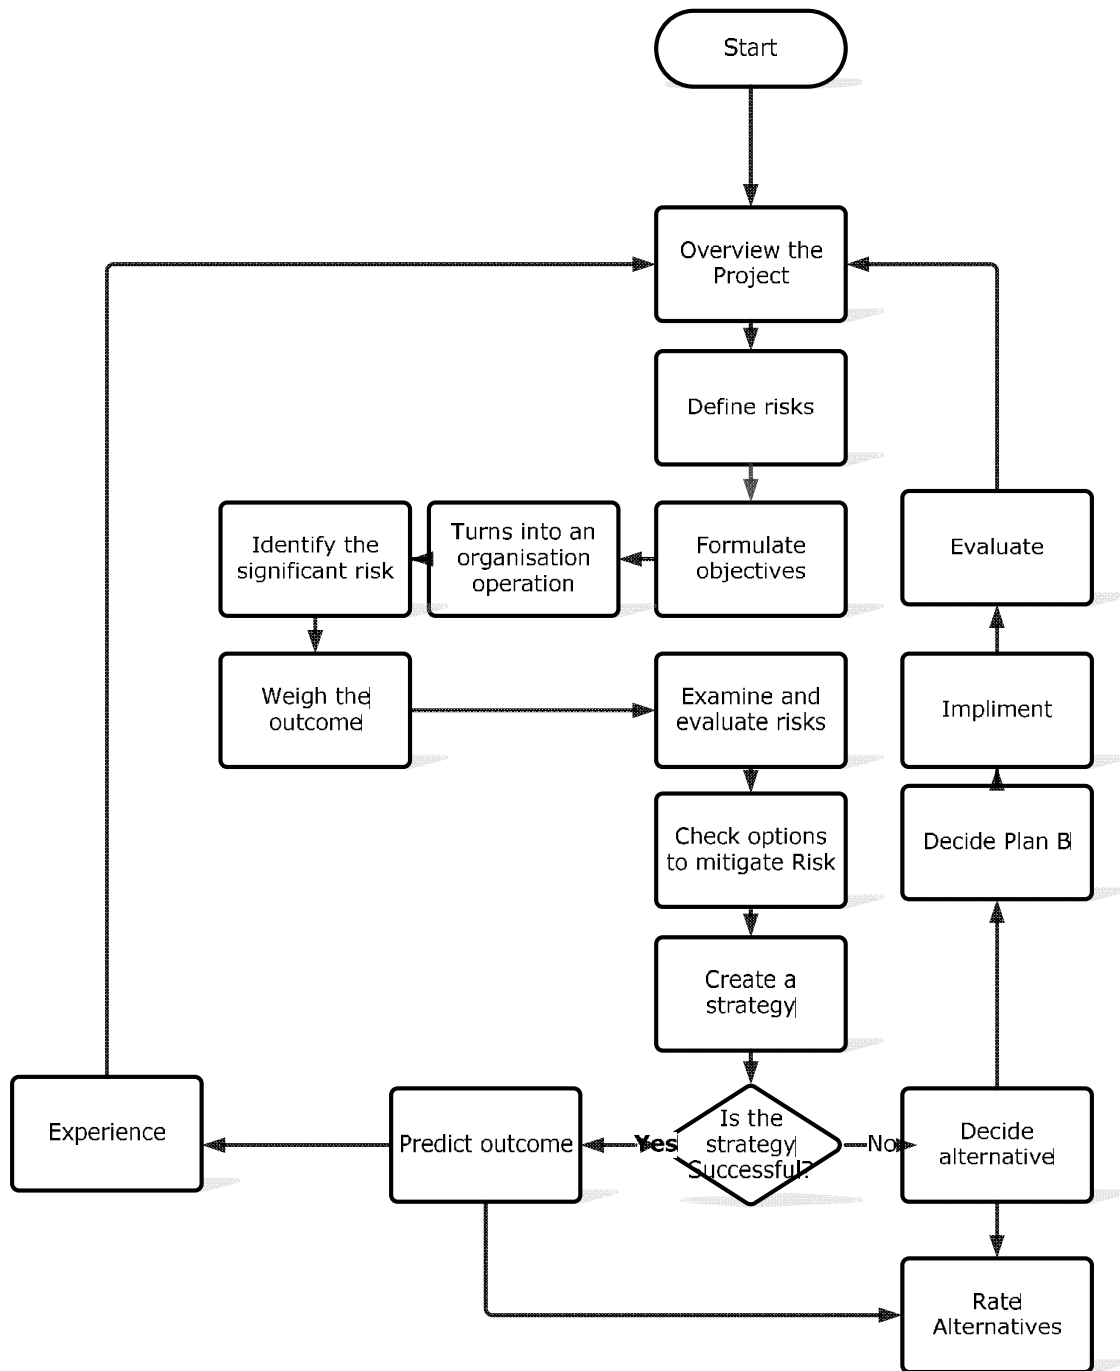 Start
Overview the
Project
Define risks
Identify the
significant risk
Turns into an
organisation
operation
Formulate
objectives
Evaluate
Weigh the
outcome
Examine and
evaluate risks
Impliment
Check options
to mitigate Risk
Decide Plan B
Create a
strategy
Experience
Predict outcome
Yes
Is the
strategy
Successful?
No
Decide
alternative
Rate
Alternatives